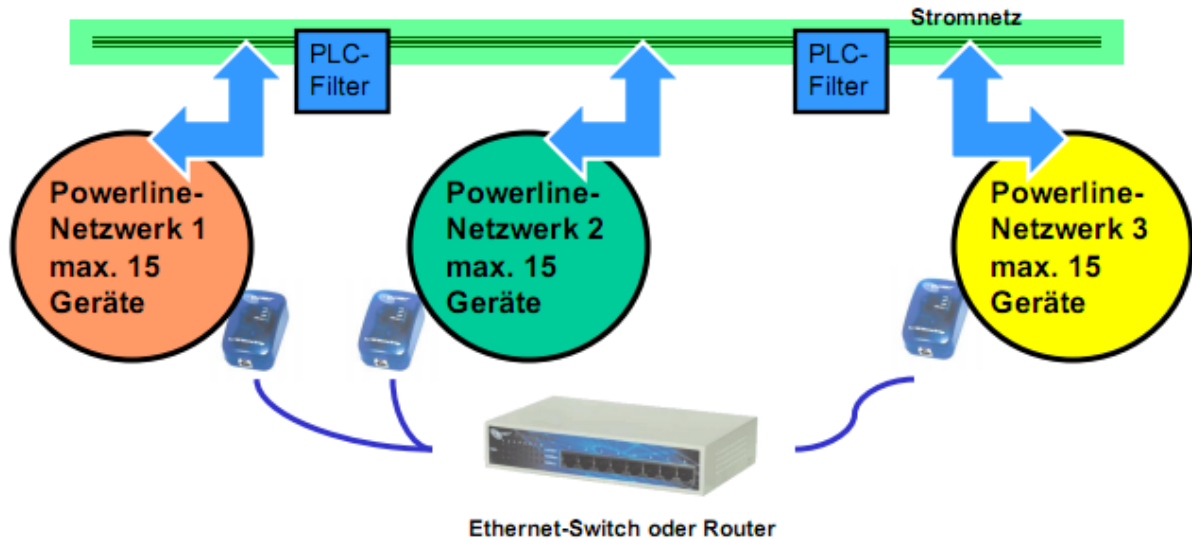 Stromnetz
PLC-
Filter
PLC-
Filter
Powerline-
Netzwerk 1
max. 15
Geräte
Powerline-
Netzwerk 2
max. 15
Geräte
Powerline-
Netzwerk 3
max. 15
Geräte
Ethernet-Switch oder Router